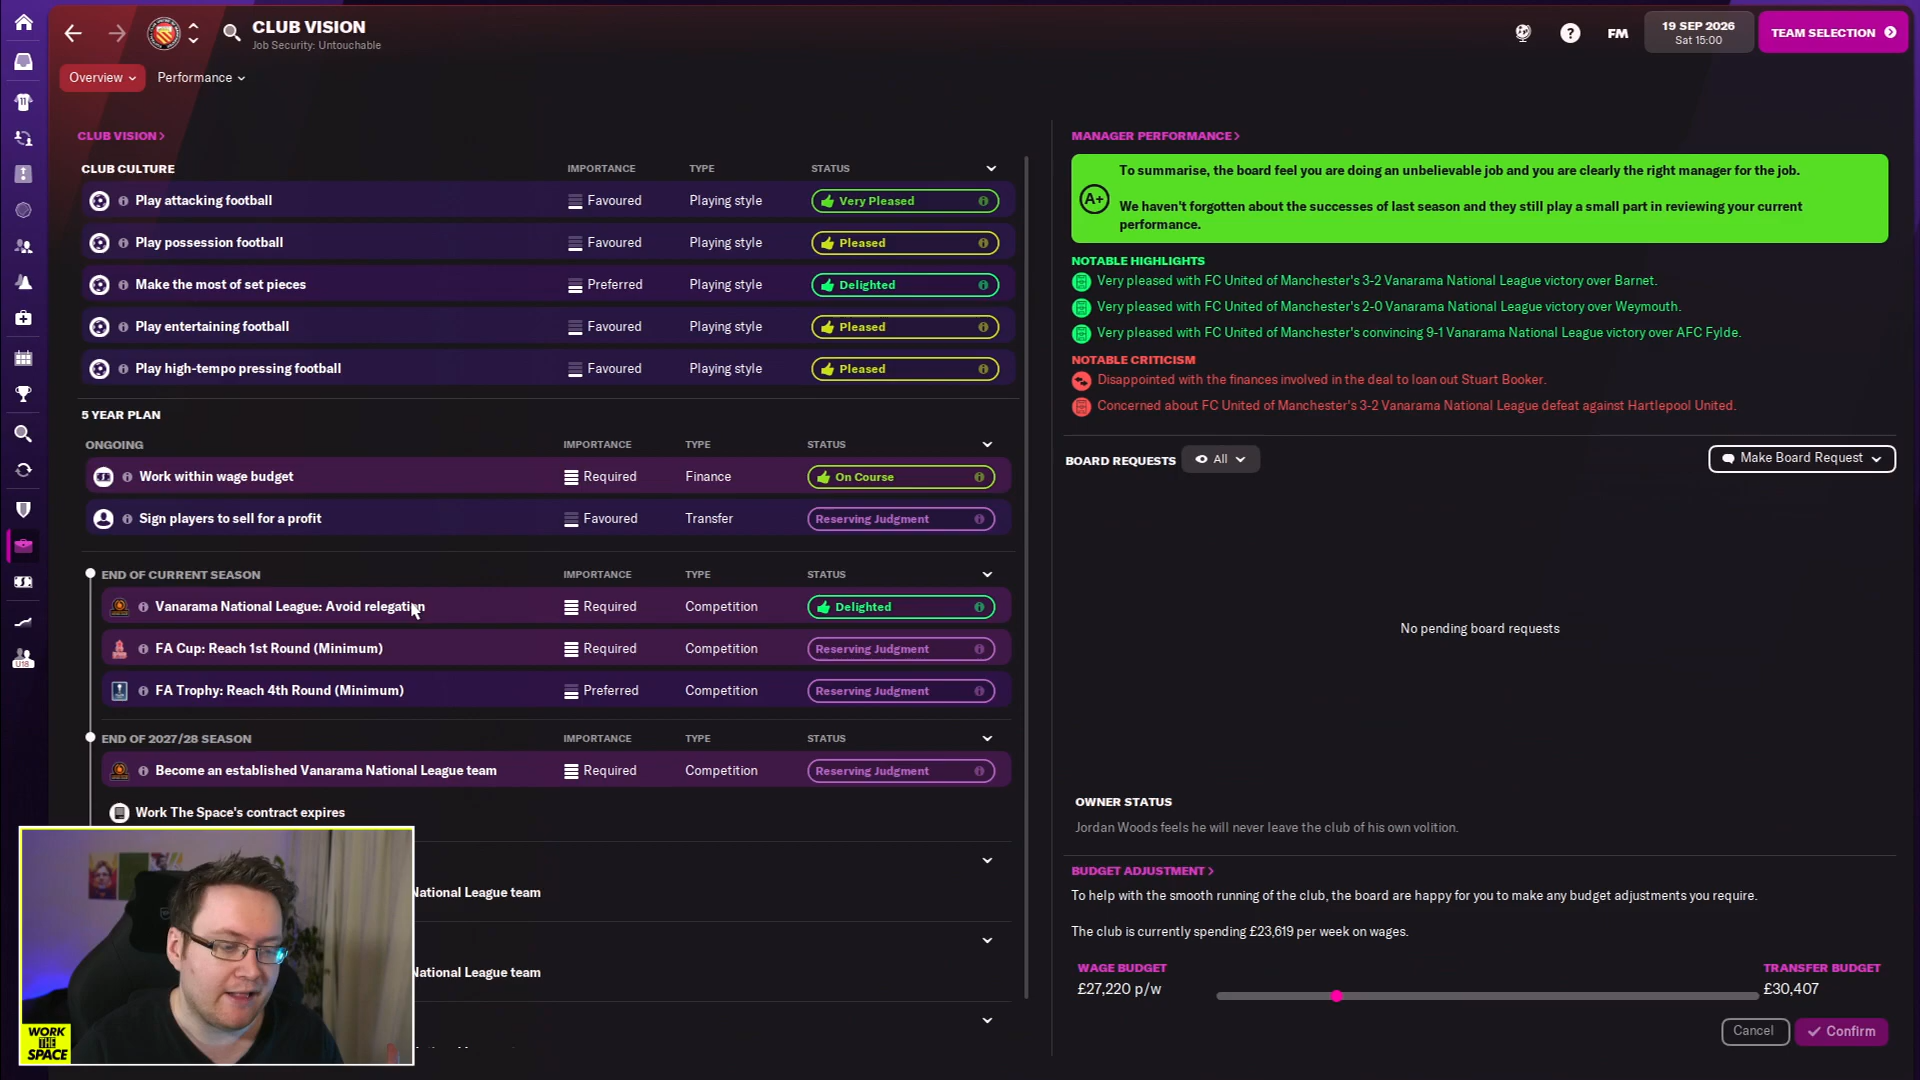 CLUB VISION
Job Security: Untouchable
FM
19 SEP 2026
Sat 15:00
TEAM SELECTION
Overview
Performance
CLUB VISION
CLUB CULTURE IMPORTANCE TYPE STATUS
Play attacking football Favoured Playing style Very Pleased
Play possession football Favoured Playing style Pleased
Make the most of set pieces Preferred Playing style Delighted
Play entertaining football Favoured Playing style Pleased
Play high-tempo pressing football Favoured Playing style Pleased
5 YEAR PLAN
ONGOING IMPORTANCE TYPE STATUS
Work within wage budget Required Finance On Course
Sign players to sell for a profit Favoured Transfer Reserving Judgment
END OF CURRENT SEASON IMPORTANCE TYPE STATUS
Vanarama National League: Avoid relegation Required Competition Delighted
FA Cup: Reach 1st Round (Minimum) Required Competition Reserving Judgment
FA Trophy: Reach 4th Round (Minimum) Preferred Competition Reserving Judgment
END OF 2027/28 SEASON IMPORTANCE TYPE STATUS
Become an established Vanarama National League team Required Competition Reserving Judgment
Work The Space's contract expires
National League team
National League team
U18
WORK
THE
SPACE
MANAGER PERFORMANCE
A+
To summarise, the board feel you are doing an unbelievable job and you are clearly the right manager for the job.
We haven't forgotten about the successes of last season and they still play a small part in reviewing your current
performance.
NOTABLE HIGHLIGHTS
Very pleased with FC United of Manchester's 3-2 Vanarama National League victory over Barnet.
Very pleased with FC United of Manchester's 2-0 Vanarama National League victory over Weymouth.
Very pleased with FC United of Manchester's convincing 9-1 Vanarama National League victory over AFC Fylde.
NOTABLE CRITICISM
Disappointed with the finances involved in the deal to loan out Stuart Booker.
Concerned about FC United of Manchester's 3-2 Vanarama National League defeat against Hartlepool United.
BOARD REQUESTS All Make Board Request
No pending board requests
OWNER STATUS
Jordan Woods feels he will never leave the club of his own volition.
BUDGET ADJUSTMENT
To help with the smooth running of the club, the board are happy for you to make any budget adjustments you require.
The club is currently spending £23,619 per week on wages.
WAGE BUDGET TRANSFER BUDGET
£27,220 p/w £30,407
Cancel Confirm